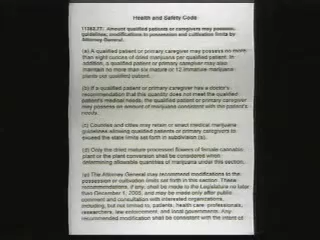 Health and Safety Code
11362.77. Amount qualified patients or caregivers may possess;
guidelines; modifications in possession and cultivation limits by
Attorney General.
(a) A qualified patient or primary caregiver may possess no more
than eight ounces of dried marijuana per qualified patient. In
addition, a qualified patient or primary caregiver may also
maintain no more than six mature or 12 immature marijuana
plants per qualified patient.
(b) If a qualified patient or primary caregiver has a doctor's
recommendation that this quantity does not meet the qualified
patient's medical needs, the qualified patient or primary caregiver
may possess an amount of marijuana consistent with the patient's
needs.
(c) Counties and cities may retain or enact medical marijuana
guidelines allowing qualified patients or primary caregivers to
exceed the state limits set forth in subdivision (a).
(d) Only the dried mature processed flowers of female cannabis
plant or the plant conversion shall be considered when
determining allowable quantities of marijuana under this section.
(e) The Attorney General may recommend modifications to the
possession or cultivation limits set forth in this section. These
recommendations, if any, shall be made to the Legislature no later
than December 1, 2005, and may be made only after public
comment and consultation with interested organizations,
including, but not limited to, patients, health care professionals,
researchers, law enforcement, and local governments. Any
recommended modification shall be consistent with the intent of